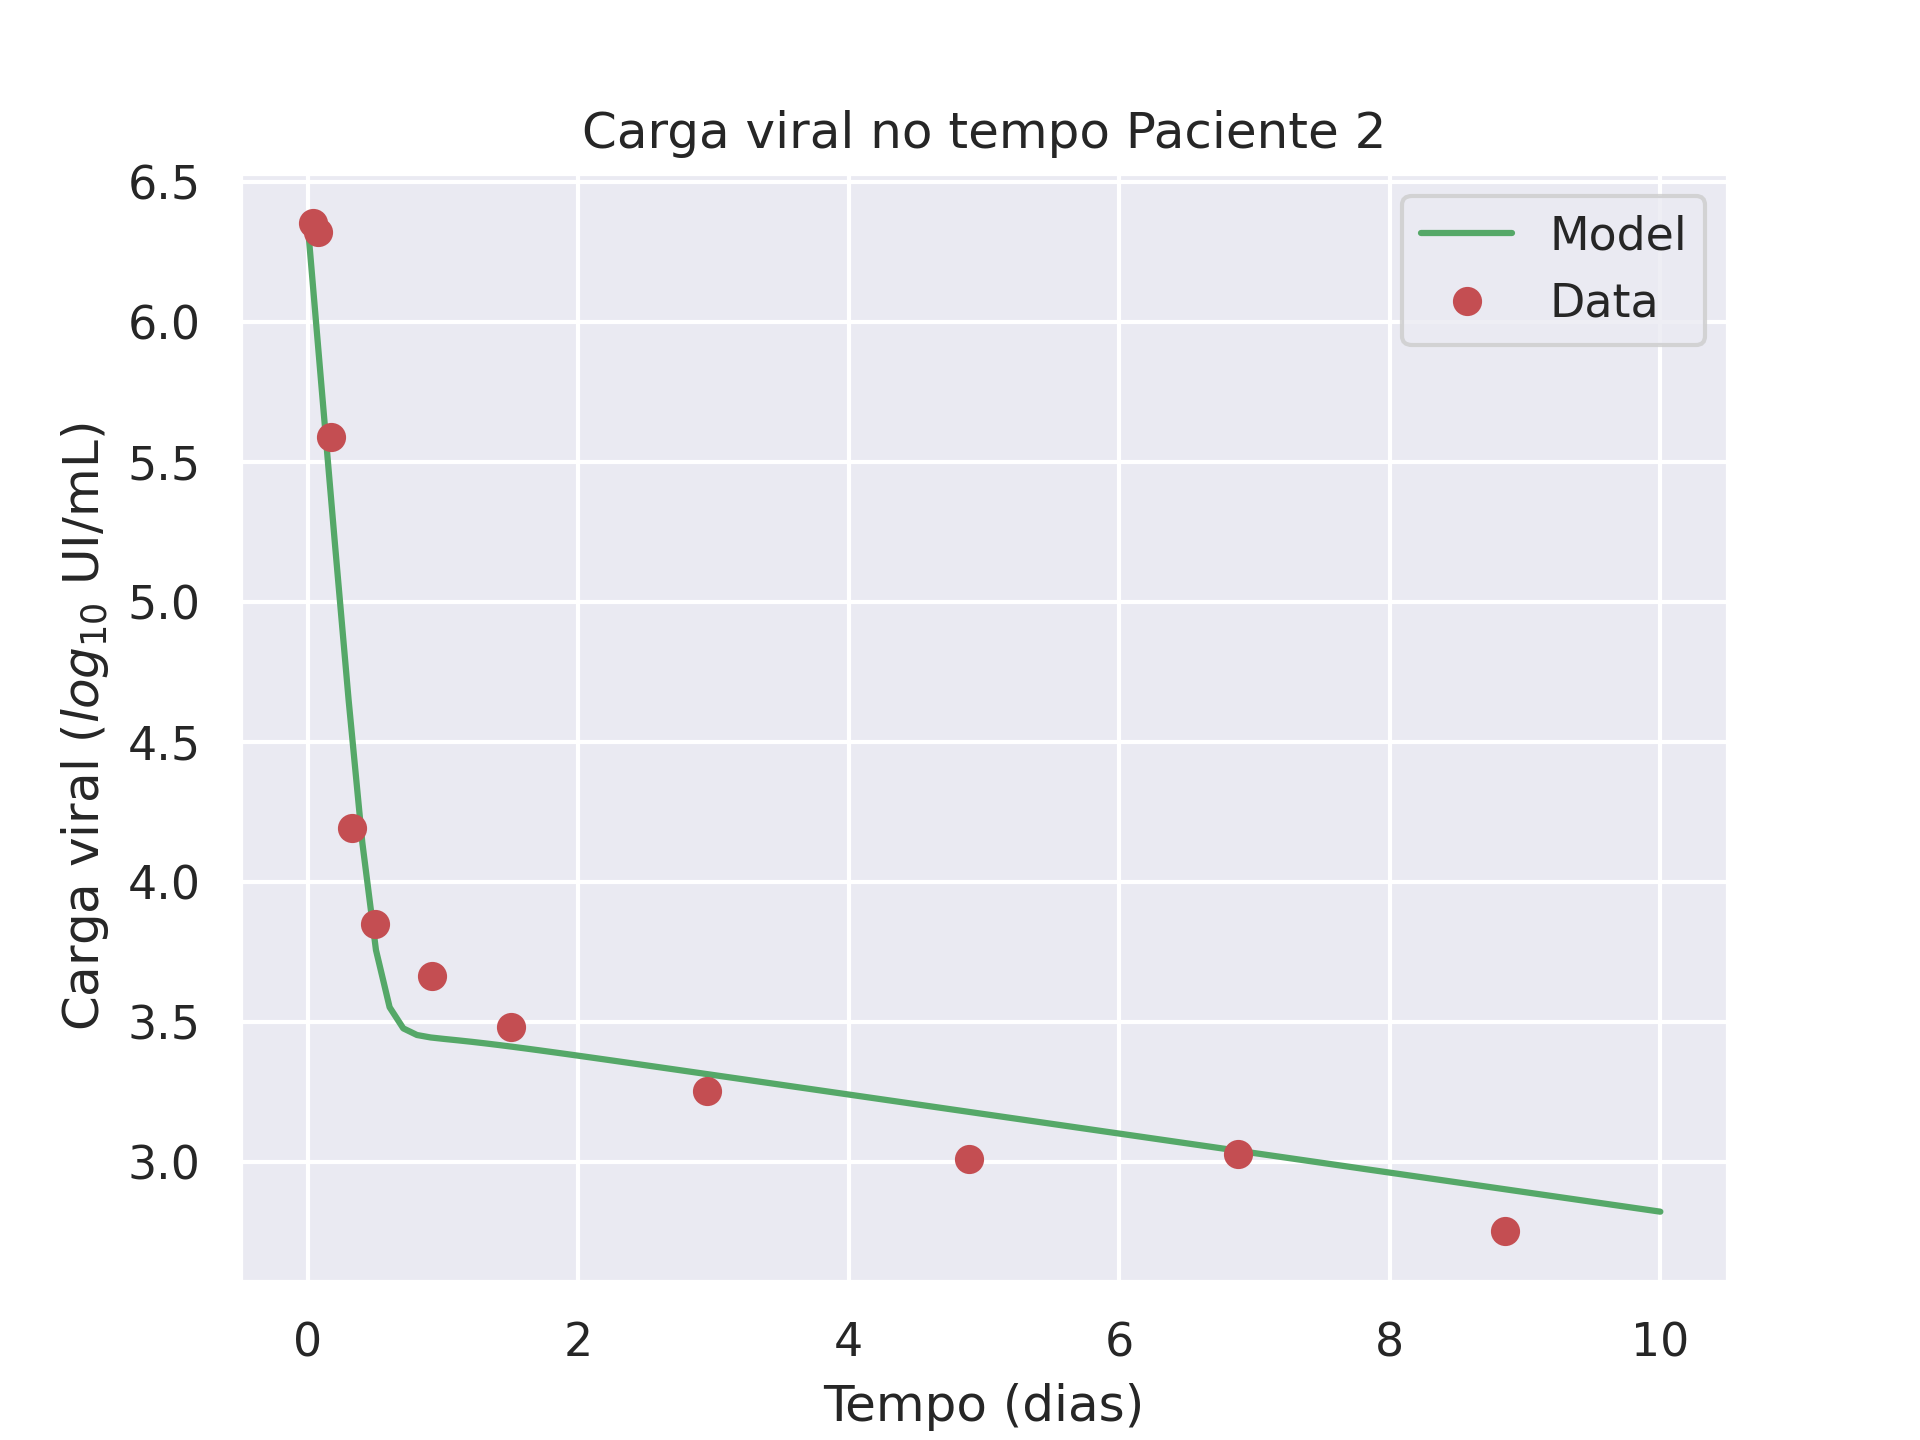 Carga viral no tempo Paciente 2
6.5
6.0
5.5
5.0
4.5
4.0
3.5
3.0
Carga viral (log10 UI/mL)
Model
Data
0 2 4 6 8 10
Tempo (dias)